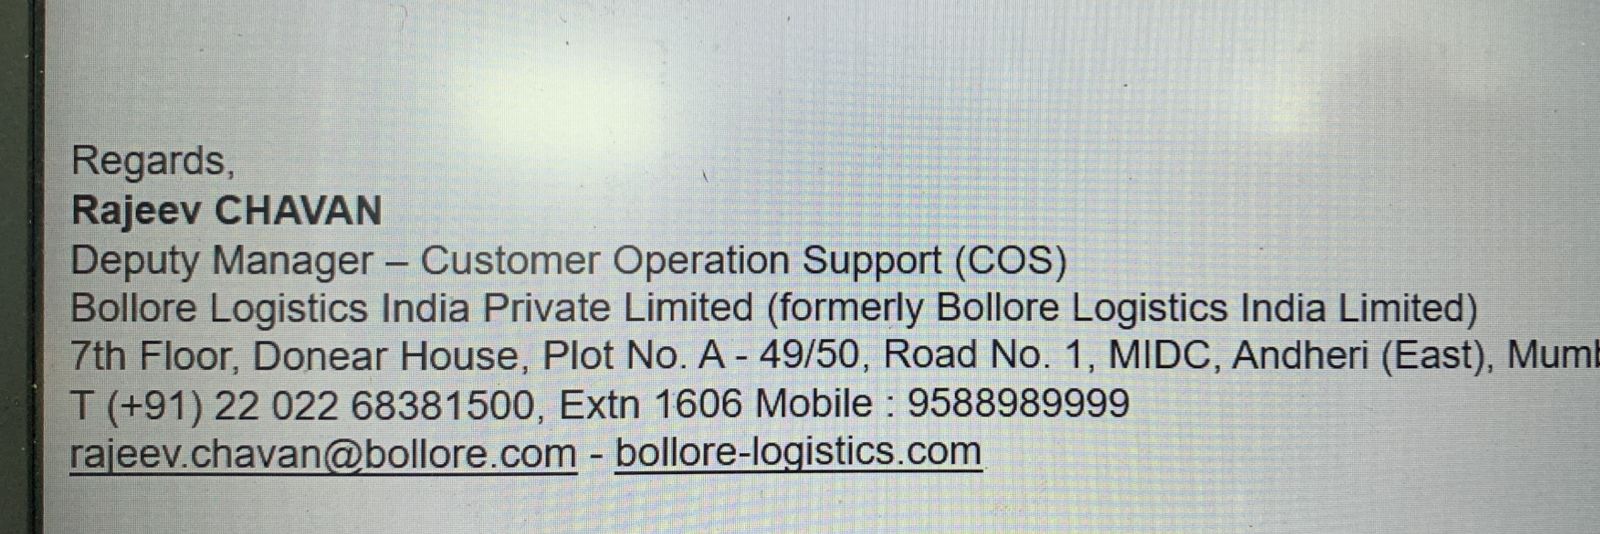 Regards,
Rajeev CHAVAN
Deputy Manager – Customer Operation Support (COS)
Bollore Logistics India Private Limited (formerly Bollore Logistics India Limited)
7th Floor, Donear House, Plot No. A - 49/50, Road No. 1, MIDC, Andheri (East),
T (+91) 22 022 68381500, Extn 1606 Mobile : 9588989999
rajeev.chavan@bollore.com - bollore-logistics.com